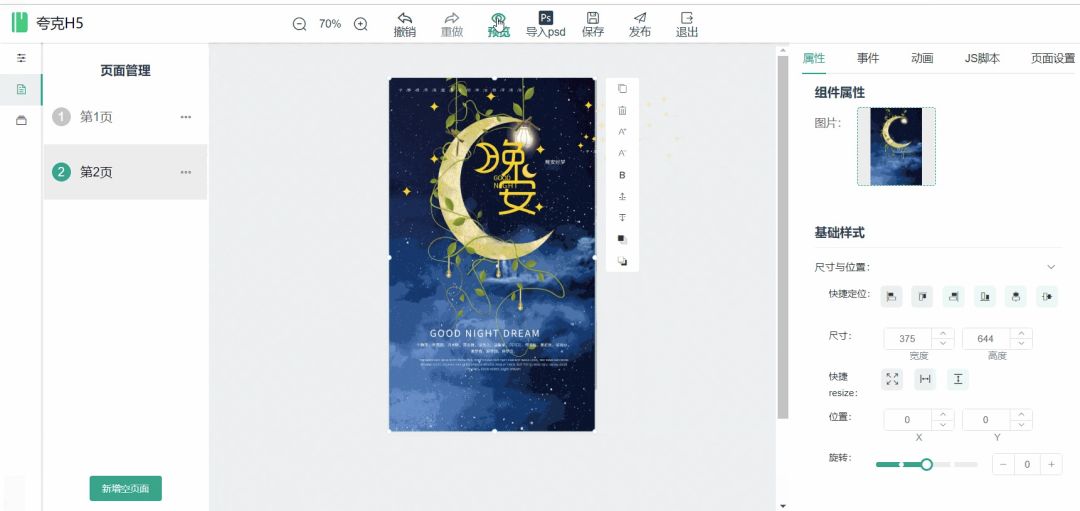 夸克H5
70%
撤销
重做
预览
Ps
导入psd
保存
发布
退出
页面管理
1 第1页
2 第2页
新增空页面
晚安
GOOD
NIGHT
晚安好梦
GOOD NIGHT DREAM
A+
A-
B
属性
事件
动画
JS脚本
页面设置
组件属性
图片：
基础样式
尺寸与位置：
快捷定位：
尺寸：
375
644
宽度
高度
快捷
resize：
位置：
0
0
X
Y
旋转：
0